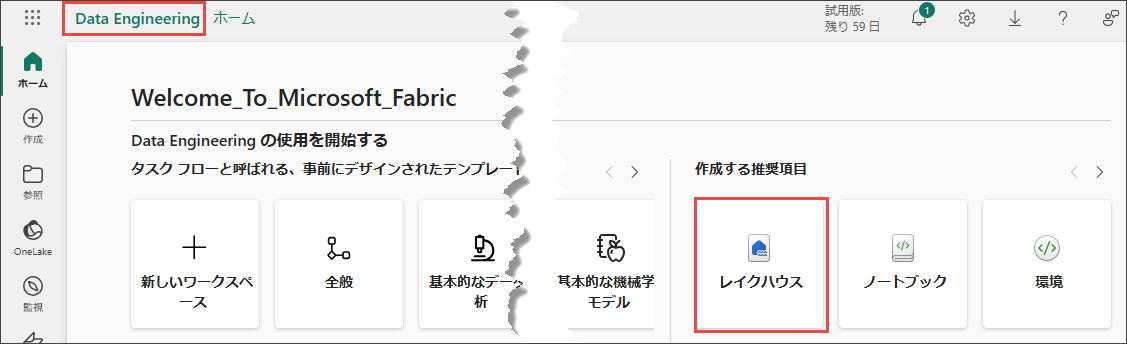 Data Engineering ホーム
試用版:
残り 59 日
1
ホーム
作成
参照
OneLake
監視
Welcome_To_Microsoft_Fabric
Data Engineering の使用を開始する
タスク フローと呼ばれる、事前にデザインされたテンプレート
作成する推奨項目
新しいワークスペ
ース
全般
基本的なデータ
析
基本的な機械学
モデル
レイクハウス
ノートブック
環境